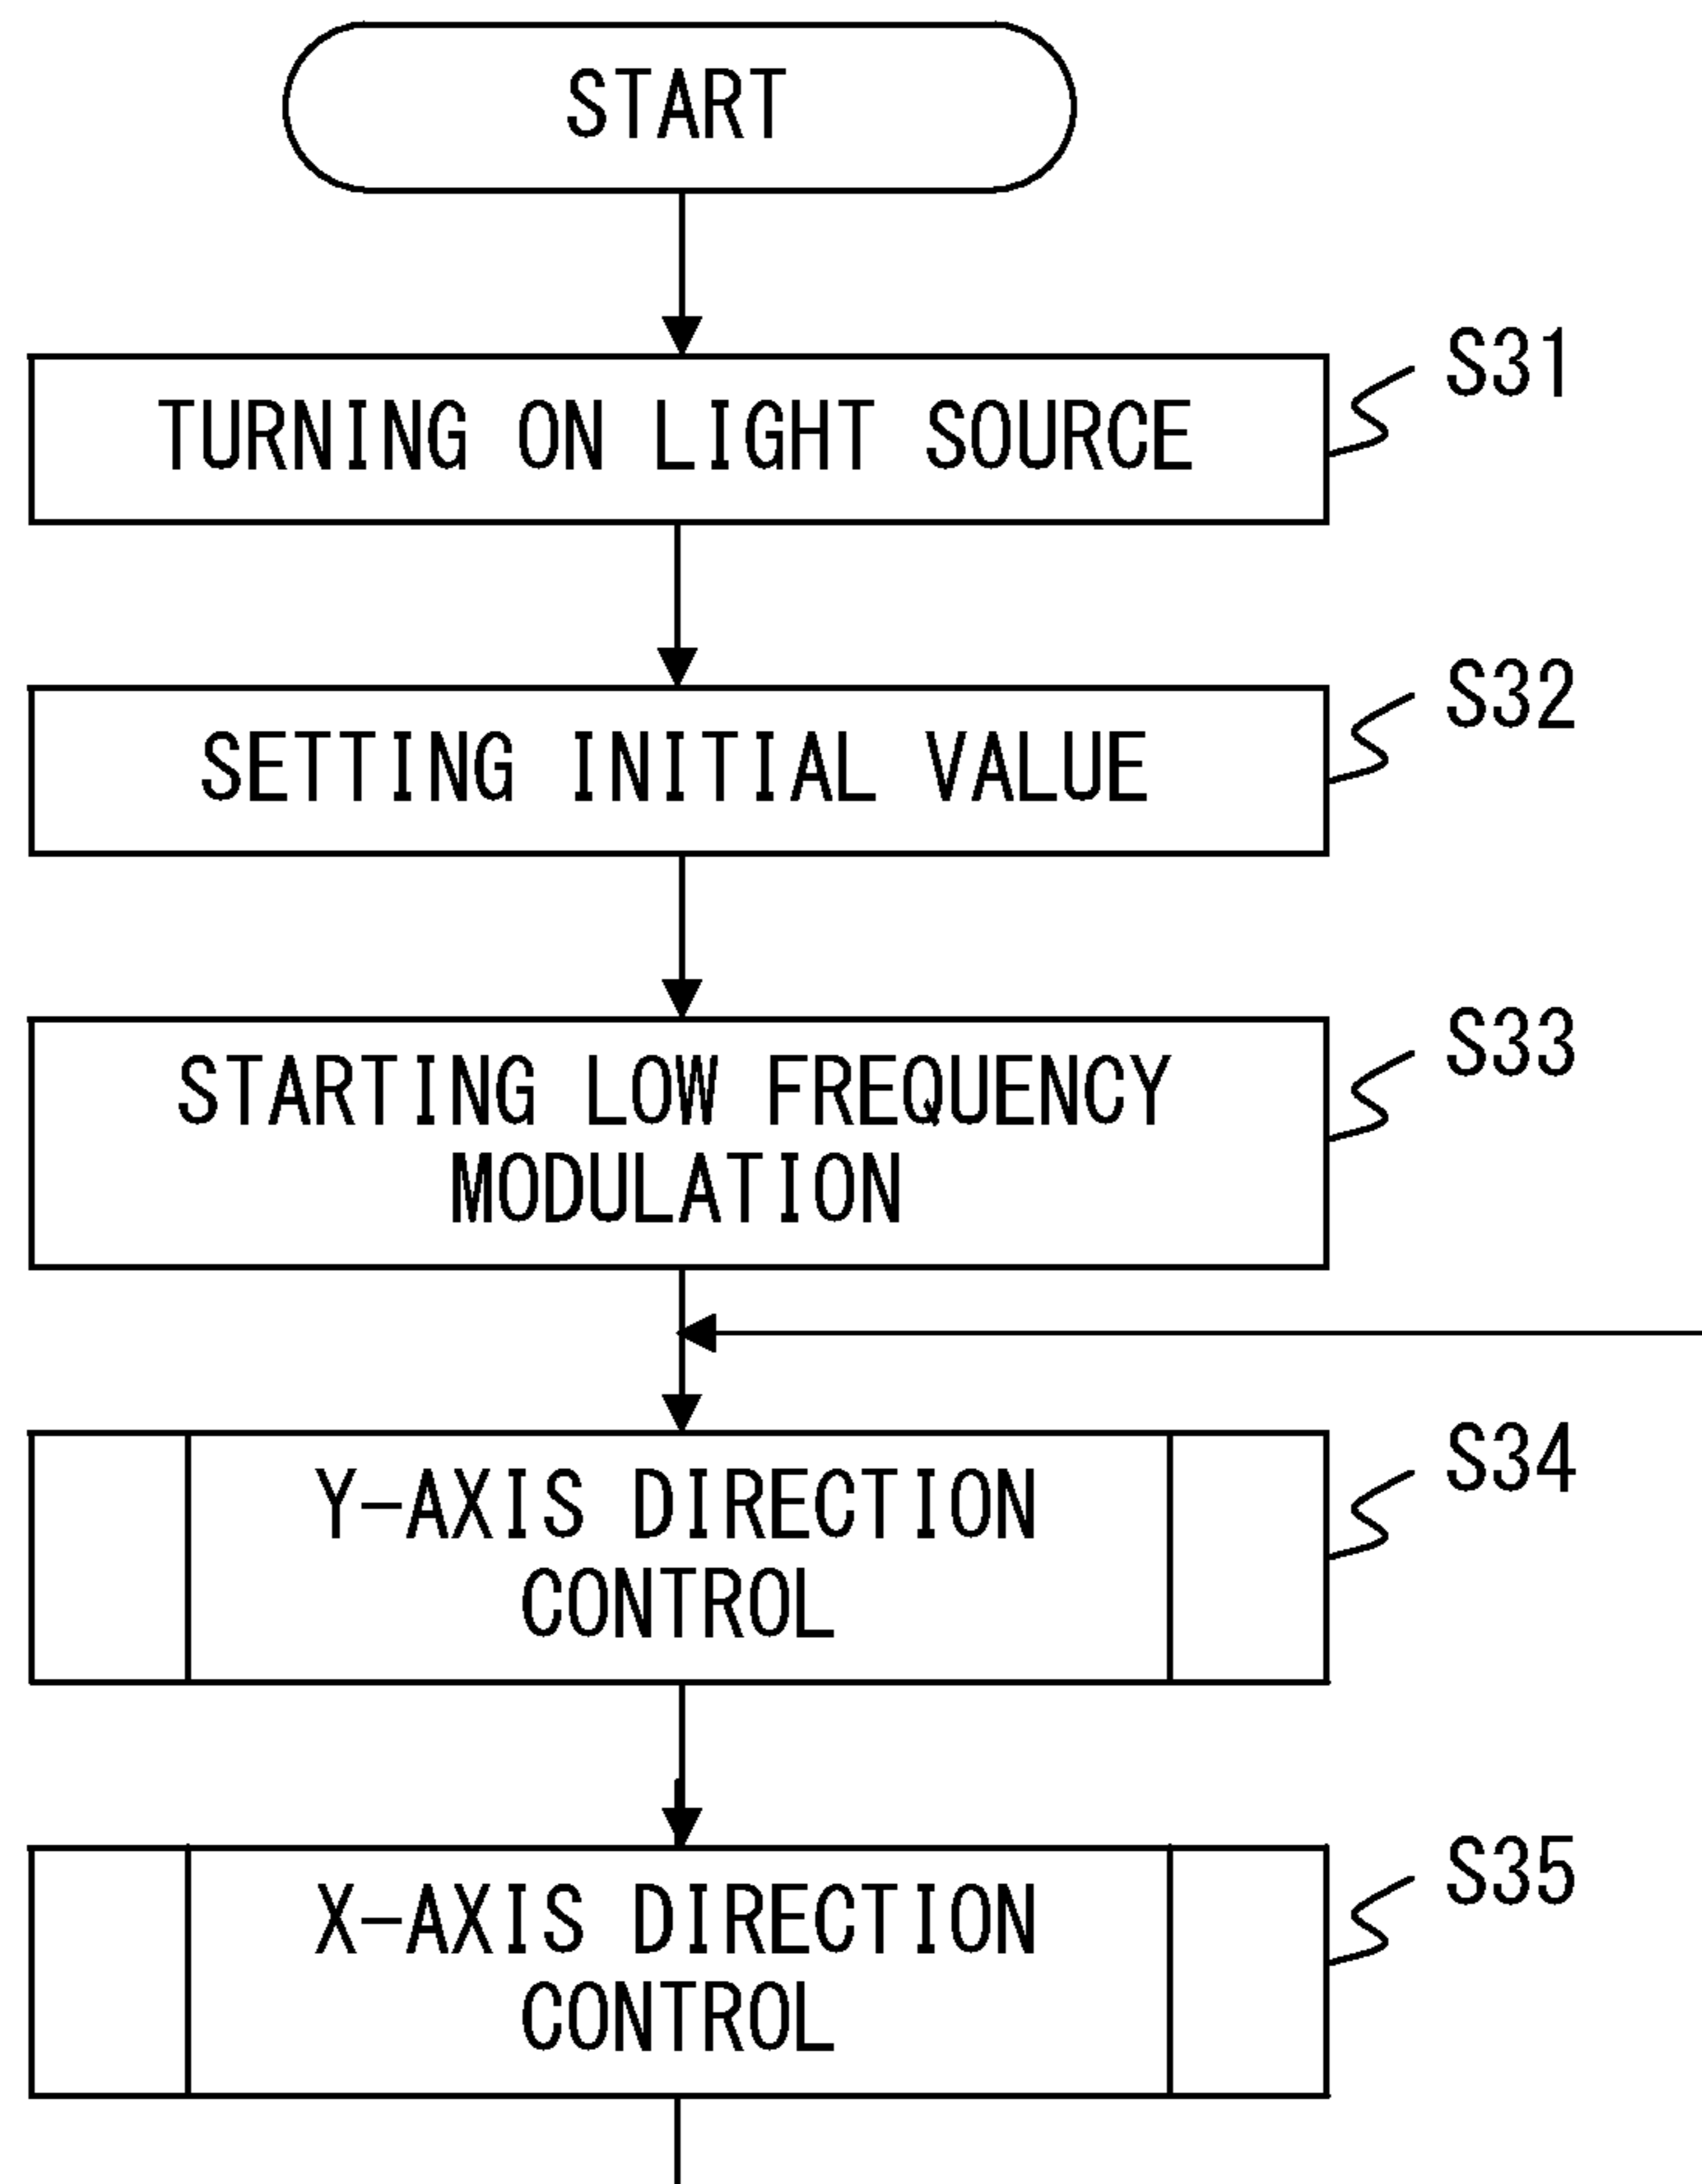 START
TURNING ON LIGHT SOURCE
S31
SETTING INITIAL VALUE
S32
STARTING LOW FREQUENCY
MODULATION
S33
Y-AXIS DIRECTION
CONTROL
S34
X-AXIS DIRECTION
CONTROL
S35